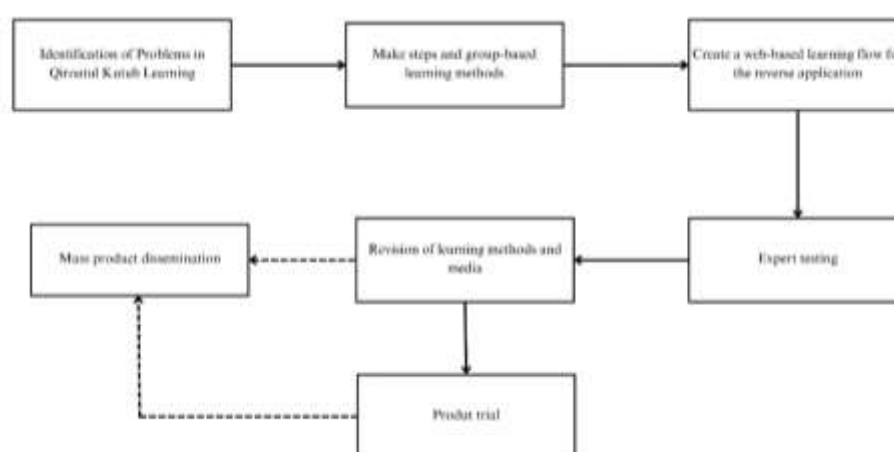 Identification of Problems in
Qiroatul Kutub Learning
Make steps and group-based
learning methods
Create a web-based learning flow fo
the reverse application
Mass product dissemination
Revision of learning methods and
media
Expert testing
Produt trial